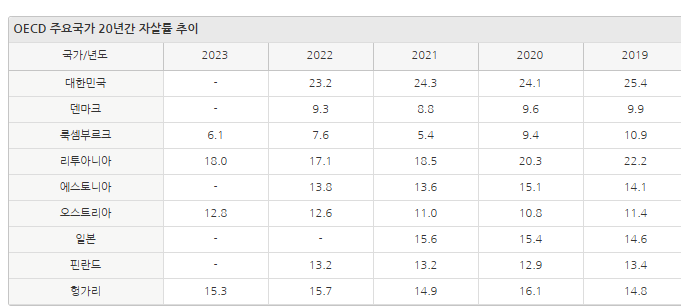 OECD 주요국가 20년간 자살률 추이
국가/년도 2023 2022 2021 2020 2019
대한민국 - 23.2 24.3 24.1 25.4
덴마크 - 9.3 8.8 9.6 9.9
룩셈부르크 6.1 7.6 5.4 9.4 10.9
리투아니아 18.0 17.1 18.5 20.3 22.2
에스토니아 - 13.8 13.6 15.1 14.1
오스트리아 12.8 12.6 11.0 10.8 11.4
일본 - - 15.6 15.4 14.6
핀란드 - 13.2 13.2 12.9 13.4
헝가리 15.3 15.7 14.9 16.1 14.8